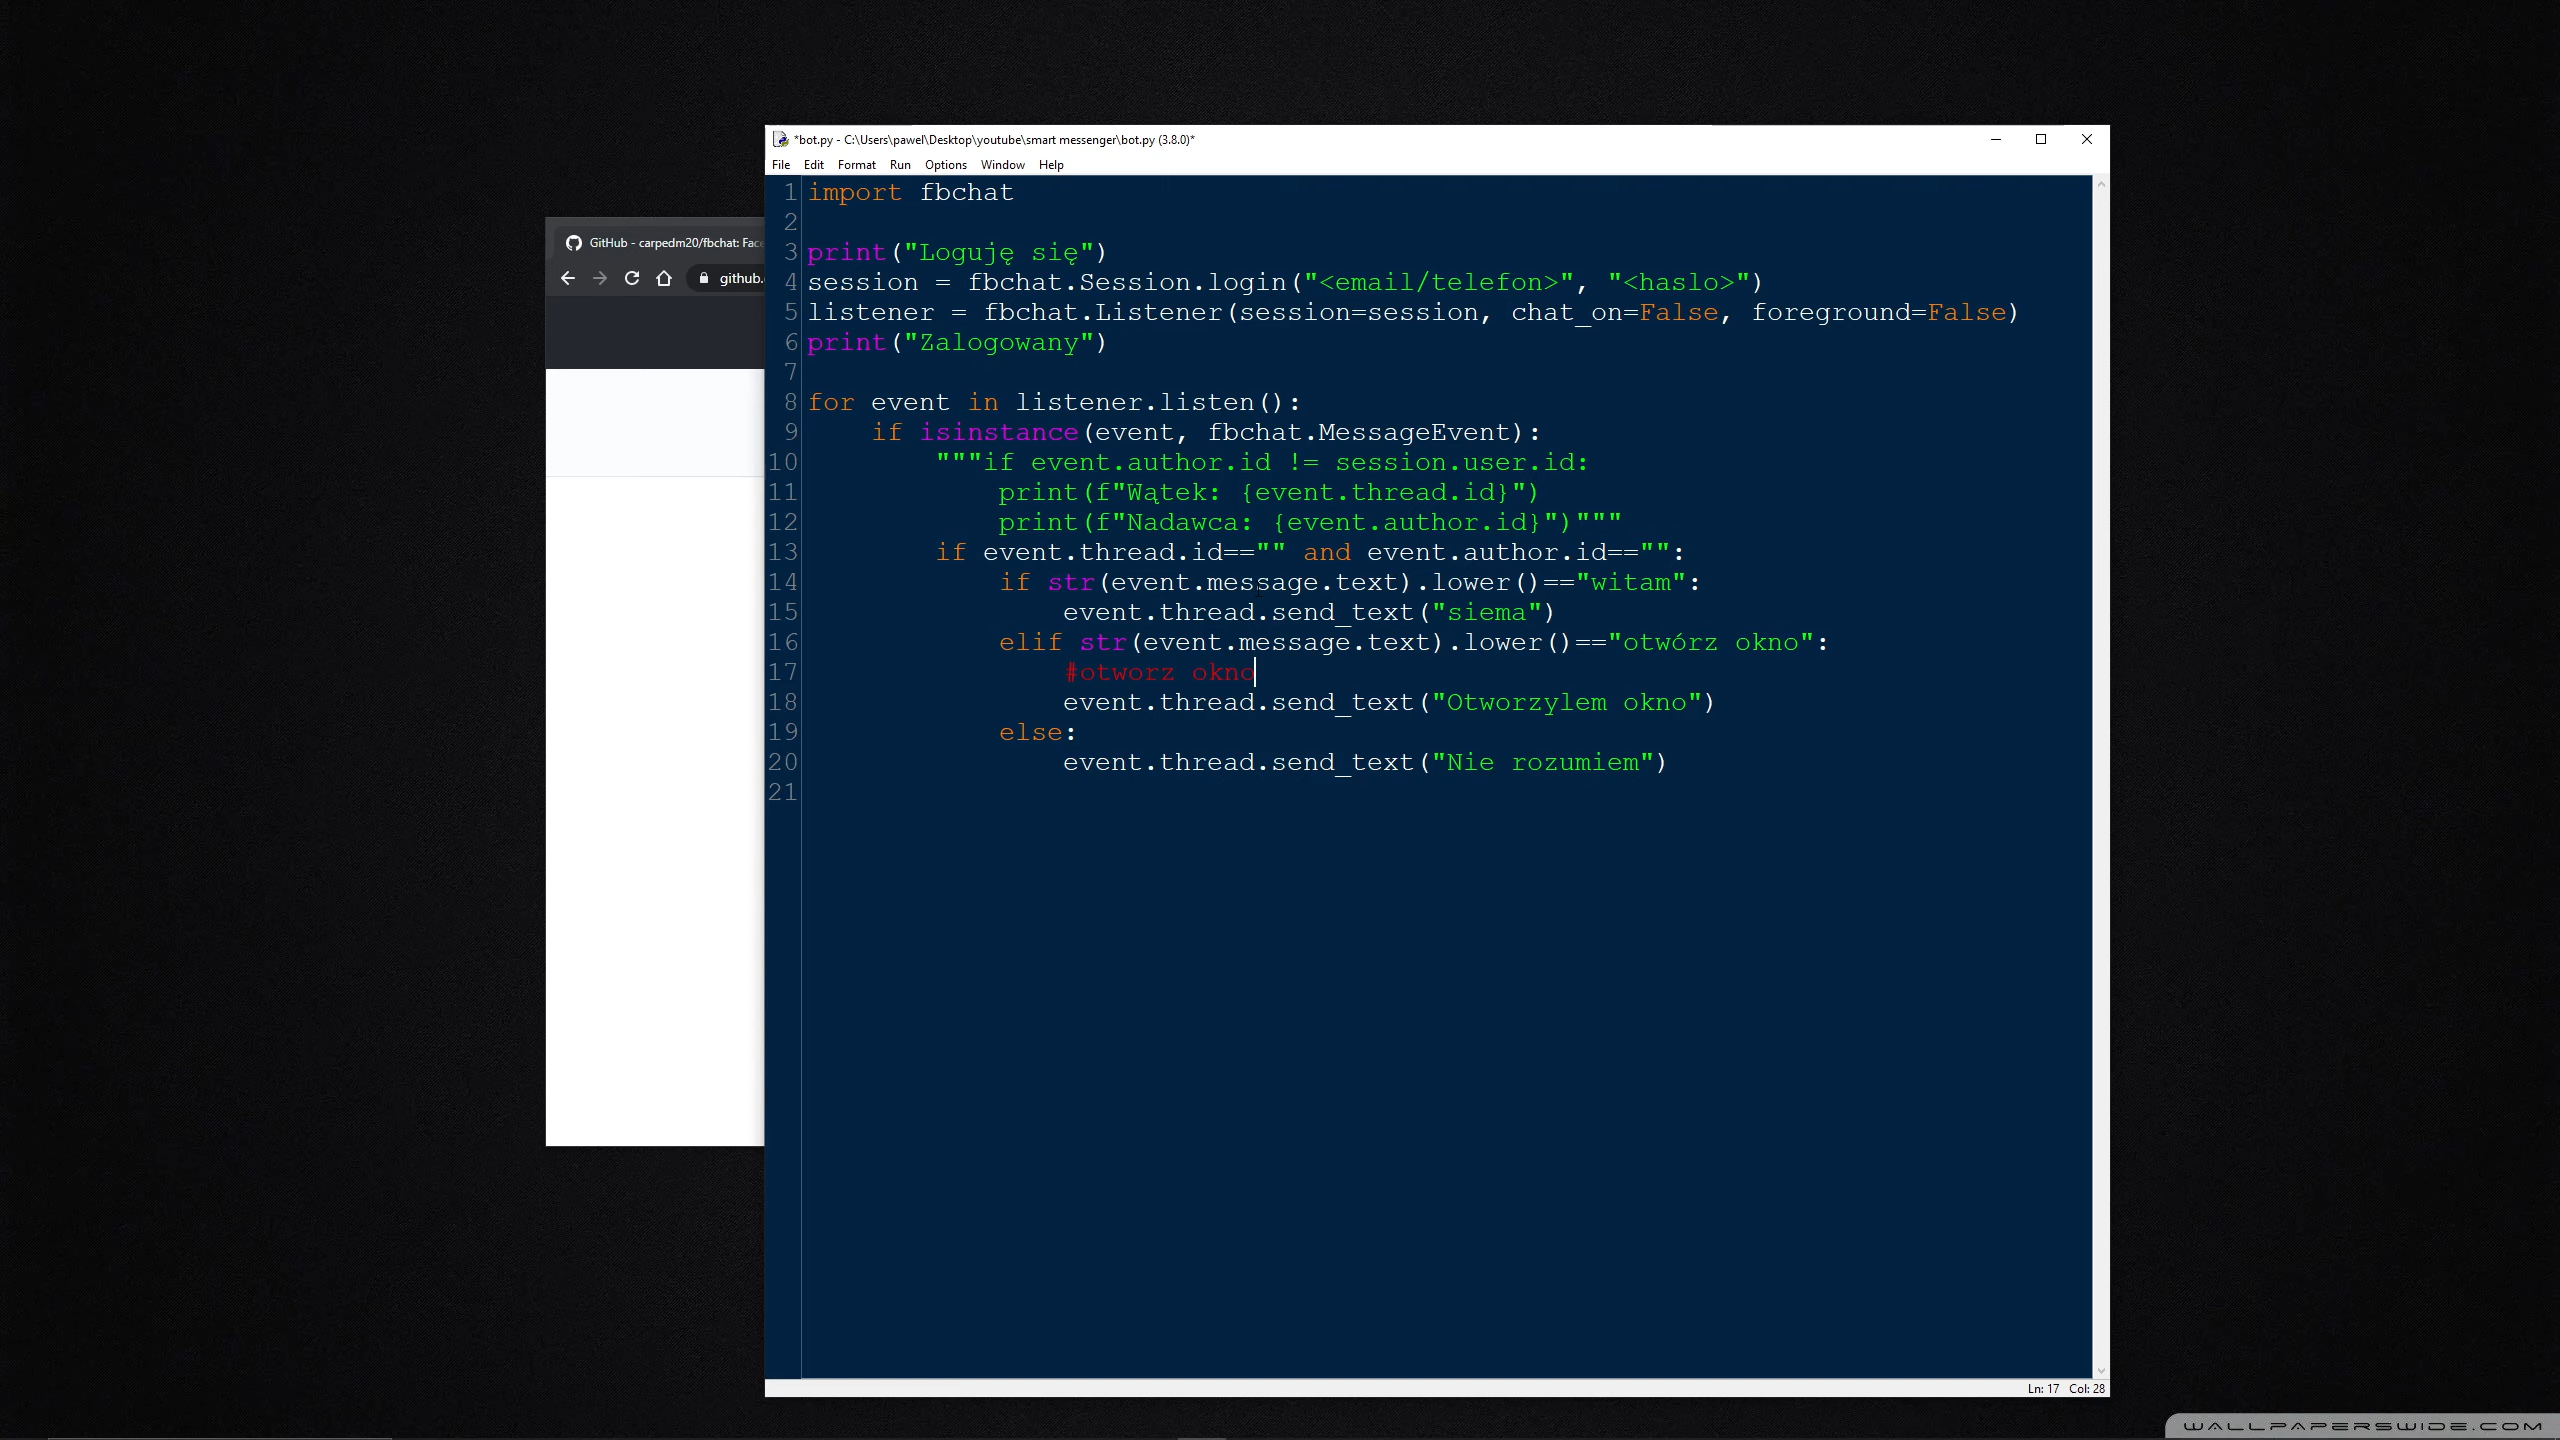 *bot.py - C:\Users\pawel\Desktop\youtube\smart messenger\bot.py (3.8.0)*
File Edit Format Run Options Window Help
GitHub - carpedm20/fbchat: Face
github.
1 import fbchat
2
3 print("Loguję się")
4 session = fbchat.Session.login("<email/telefon>", "<haslo>")
5 listener = fbchat.Listener(session=session, chat_on=False, foreground=False)
6 print("Zalogowany")
7
8 for event in listener.listen():
9     if isinstance(event, fbchat.MessageEvent):
10         """if event.author.id != session.user.id:
11             print(f"Wątek: {event.thread.id}")
12             print(f"Nadawca: {event.author.id}")"""
13         if event.thread.id=="" and event.author.id=="":
14             if str(event.message.text).lower()=="witam":
15                 event.thread.send_text("siema")
16             elif str(event.message.text).lower()=="otwórz okno":
17                 #otworz okno
18                 event.thread.send_text("Otworzylem okno")
19             else:
20                 event.thread.send_text("Nie rozumiem")
21
Ln: 17 Col: 28
WALLPAPERSWIDE.COM